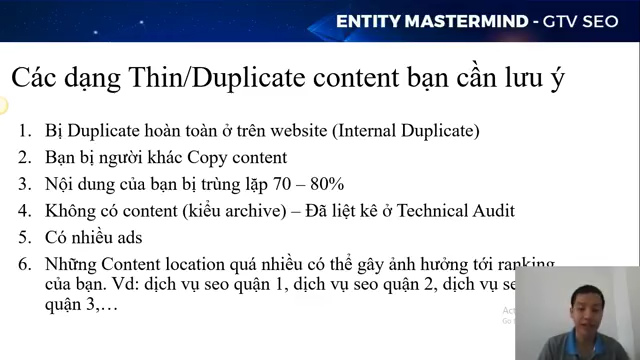 ENTITY MASTERMIND - GTV SEO
Các dạng Thin/Duplicate content bạn cần lưu ý
1. Bị Duplicate hoàn toàn ở trên website (Internal Duplicate)
2. Bạn bị người khác Copy content
3. Nội dung của bạn bị trùng lặp 70 – 80%
4. Không có content (kiểu archive) – Đã liệt kê ở Technical Audit
5. Có nhiều ads
6. Những Content location quá nhiều có thể gây ảnh hưởng tới ranking
của bạn. Vd: dịch vụ seo quận 1, dịch vụ seo quận 2, dịch vụ
quận 3,…